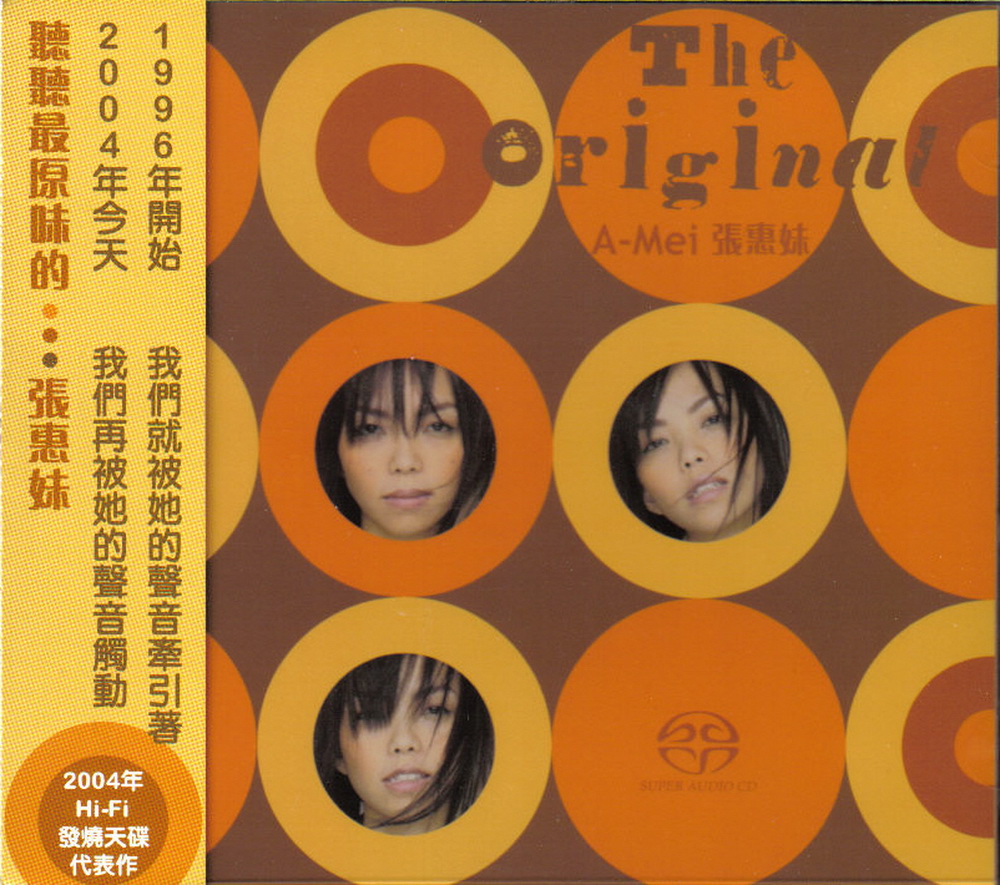 1996年開始 我們就被她的聲音牽引著
2004年今天 我們再被她的聲音觸動
聽聽最原味的...張惠妹
2004年
Hi-Fi
發燒天碟
代表作
The
Original
A-Mei 張惠妹
SUPER AUDIO CD